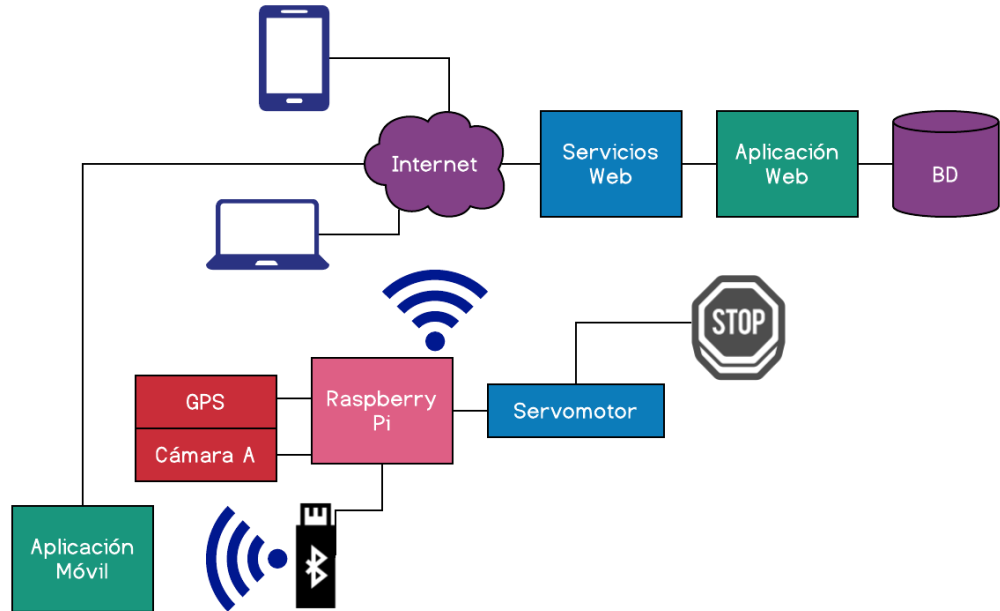 Internet
Servicios
Web
Aplicación
Web
BD
STOP
GPS
Raspberry
Pi
Servomotor
Cámara A
Aplicación
Móvil